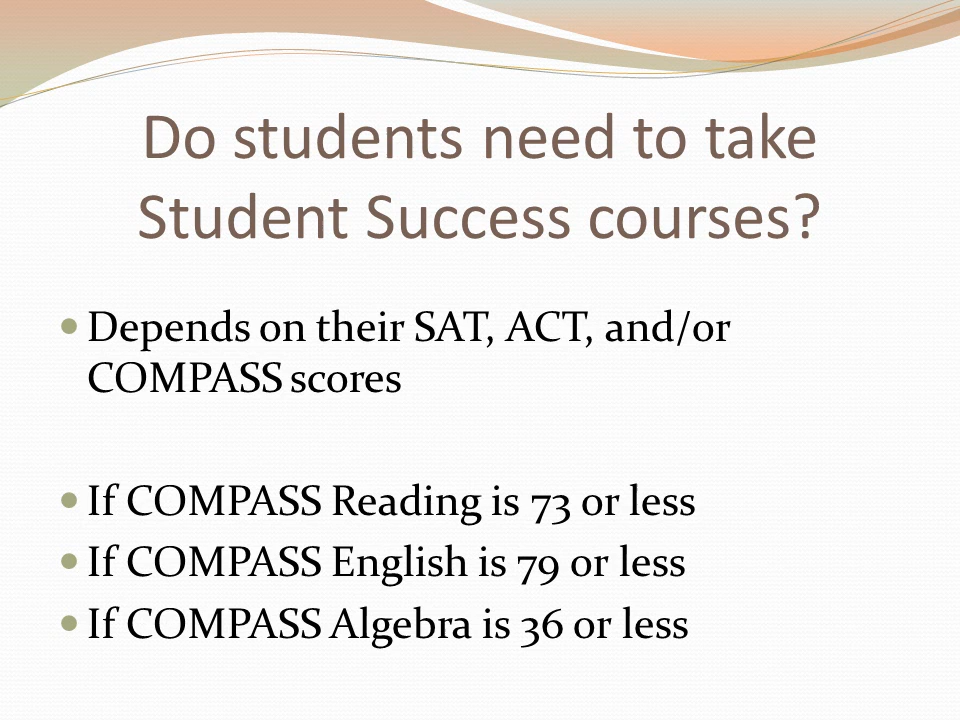 Do students need to take
Student Success courses?
• Depends on their SAT, ACT, and/or
COMPASS scores
• If COMPASS Reading is 73 or less
• If COMPASS English is 79 or less
• If COMPASS Algebra is 36 or less